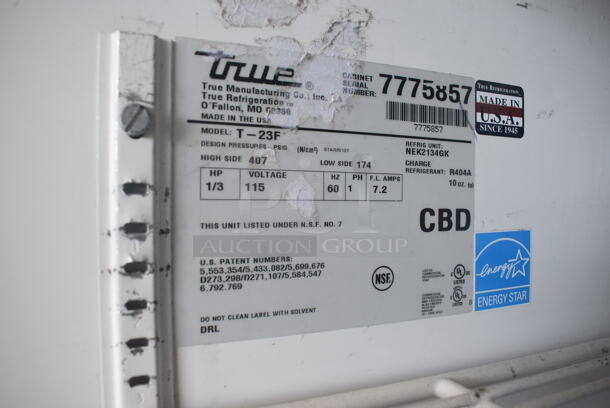 true®
True Manufacturing Co., Inc.
True Refrigeration
O'Fallon, MO 63366
MADE IN THE USA
CABINET SERIAL NUMBER: 7775857
7775857
MODEL: T-23F
DESIGN PRESSURES - PSIG
HIGH SIDE 407 LOW SIDE 174
REFRIG UNIT:
NEK2134GK
CHARGE
REFRIGERANT: R404A
10 oz.
HP VOLTAGE HZ PH F.L. AMPS
1/3 115 60 1 7.2
THIS UNIT LISTED UNDER N.S.F. NO. 7
CBD
U.S. PATENT NUMBERS:
5,553,354/5,433,082/5,699,676
D273,298/D271,107/5,584,547
6,792,769
NSF
DO NOT CLEAN LABEL WITH SOLVENT
DRL
TRUE REFRIGERATION
MADE IN
U.S.A.
SINCE 1945
energy
ENERGY STAR
AUCTION GROUP